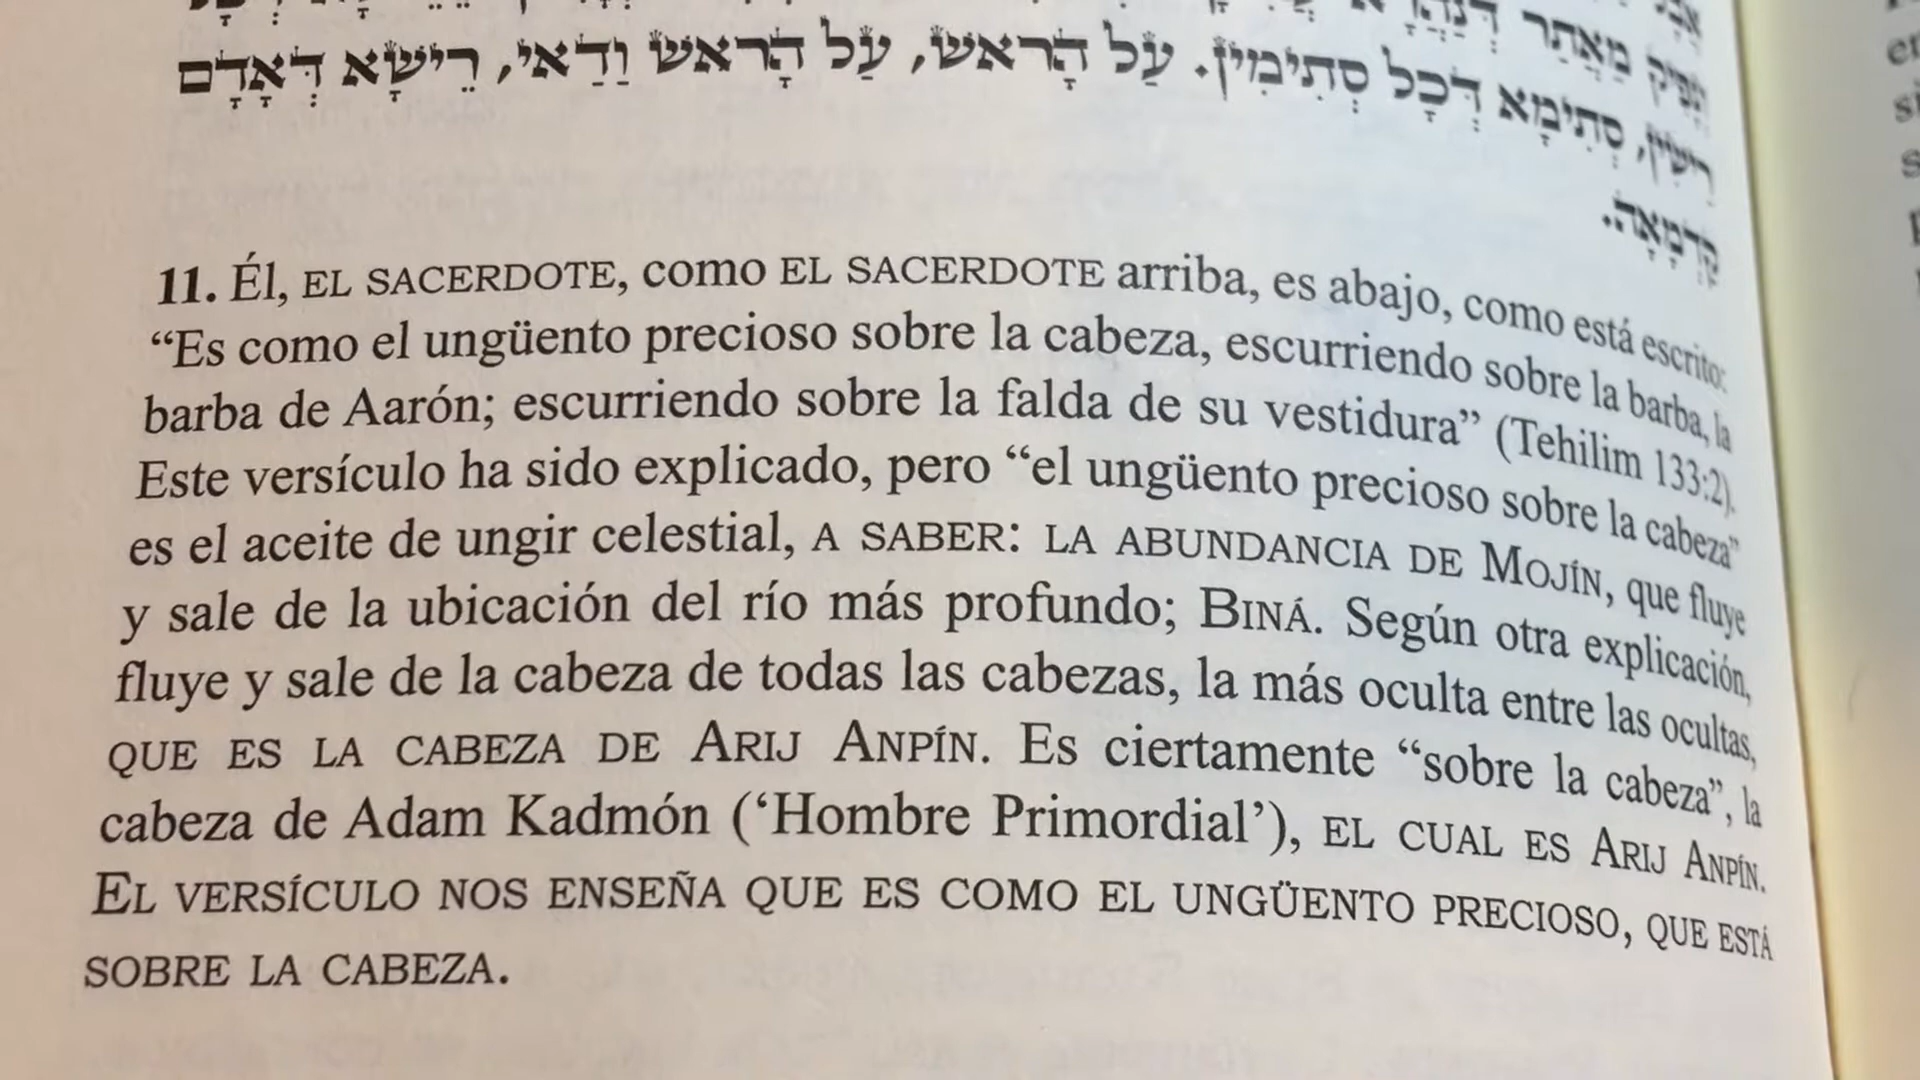 נָפִיק מֵאֲתַר דְּנַהֲרָא
רֵישִׁין, סְתִימָא דְּכָל סְתִימִין. עַל הָרֹאשׁ, עַל הָרֹאשׁ וַדַּאי, רֵישָׁא דְּאָדָם
קַדְמָאָה.
11. Él, EL SACERDOTE, como EL SACERDOTE arriba, es abajo, como está escrito:
“Es como el ungüento precioso sobre la cabeza, escurriendo sobre la barba, la
barba de Aarón; escurriendo sobre la falda de su vestidura” (Tehilim 133:2).
Este versículo ha sido explicado, pero “el ungüento precioso sobre la cabeza”
es el aceite de ungir celestial, A SABER: LA ABUNDANCIA DE MOJÍN, que fluye
y sale de la ubicación del río más profundo; BINÁ. Según otra explicación,
fluye y sale de la cabeza de todas las cabezas, la más oculta entre las ocultas,
QUE ES LA CABEZA DE ARIJ ANPÍN. Es ciertamente “sobre la cabeza”, la
cabeza de Adam Kadmón (‘Hombre Primordial’), EL CUAL ES ARIJ ANPÍN.
EL VERSÍCULO NOS ENSEÑA QUE ES COMO EL UNGÜENTO PRECIOSO, QUE ESTÁ
SOBRE LA CABEZA.